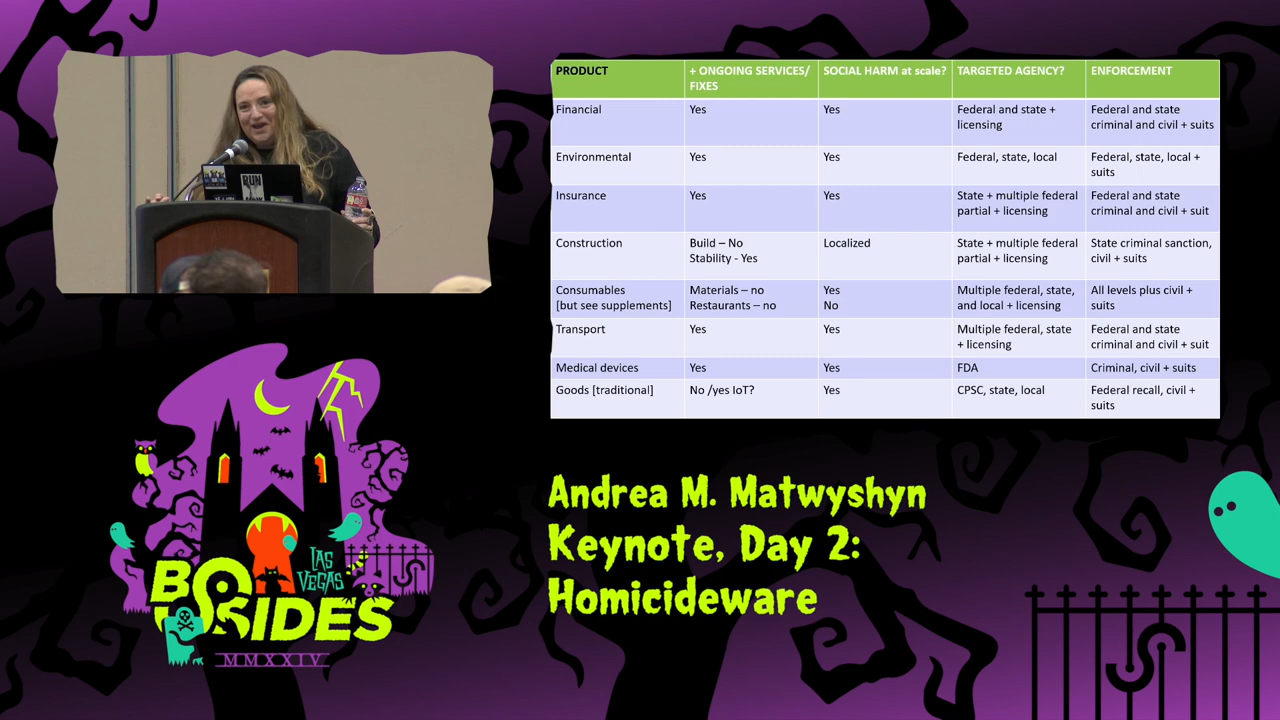 PRODUCT
+ ONGOING SERVICES/
FIXES
SOCIAL HARM at scale?
TARGETED AGENCY?
ENFORCEMENT
Financial
Yes
Yes
Federal and state +
licensing
Federal and state
criminal and civil + suits
Environmental
Yes
Yes
Federal, state, local
Federal, state, local +
suits
Insurance
Yes
Yes
State + multiple federal
partial + licensing
Federal and state
criminal and civil + suit
Construction
Build – No
Stability - Yes
Localized
State + multiple federal
partial + licensing
State criminal sanction,
civil + suits
Consumables
[but see supplements]
Materials – no
Restaurants – no
Yes
No
Multiple federal, state,
and local + licensing
All levels plus civil +
suits
Transport
Yes
Yes
Multiple federal, state
+ licensing
Federal and state
criminal and civil + suit
Medical devices
Yes
Yes
FDA
Criminal, civil + suits
Goods [traditional]
No /yes IoT?
Yes
CPSC, state, local
Federal recall, civil +
suits
RUN
Andrea M. Matwyshyn
Keynote, Day 2:
Homicideware
LAS
VEGAS
BSIDES
MMXXIV